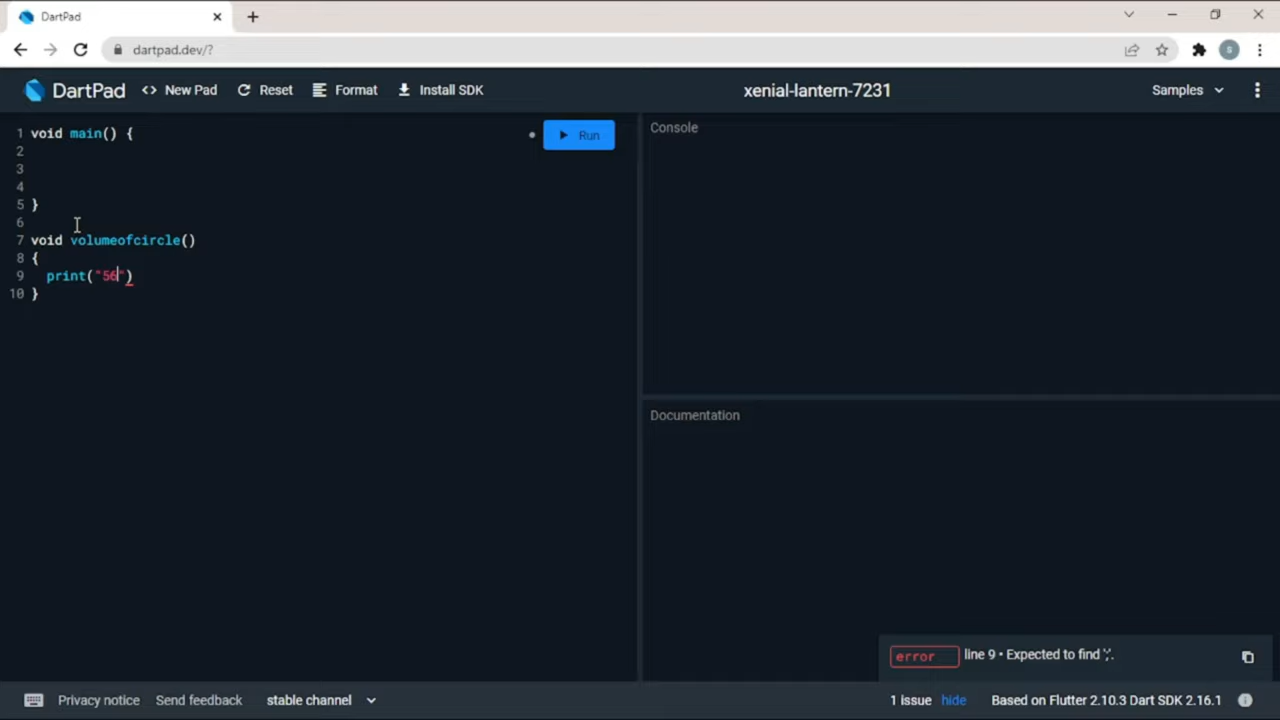 DartPad
dartpad.dev/?
S
DartPad <> New Pad Reset Format Install SDK xenial-lantern-7231 Samples
1 void main() {
2
3
4
5 }
6
7 void volumeofcircle()
8 {
9 print("56")
10 }
Run
Console
Documentation
error line 9 • Expected to find ';'.
Privacy notice Send feedback stable channel 1 issue hide Based on Flutter 2.10.3 Dart SDK 2.16.1